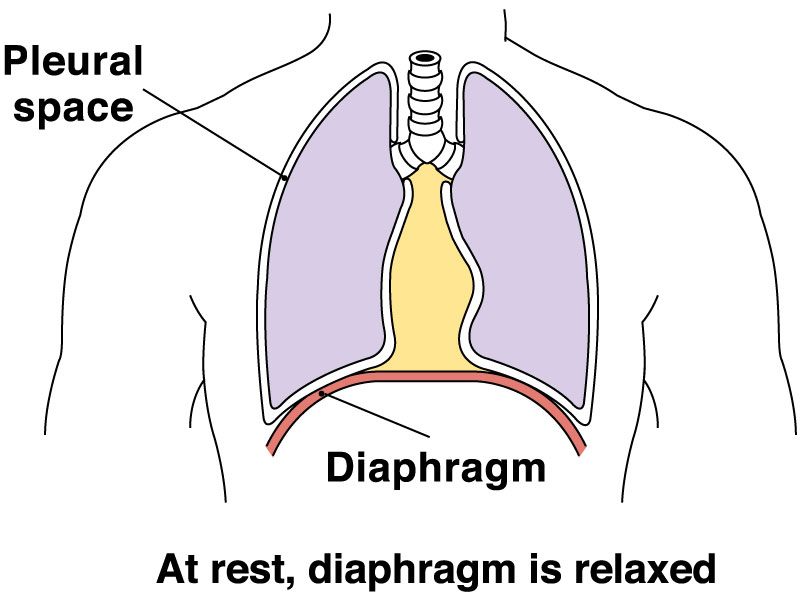 Pleural
space
Diaphragm
At rest, diaphragm is relaxed